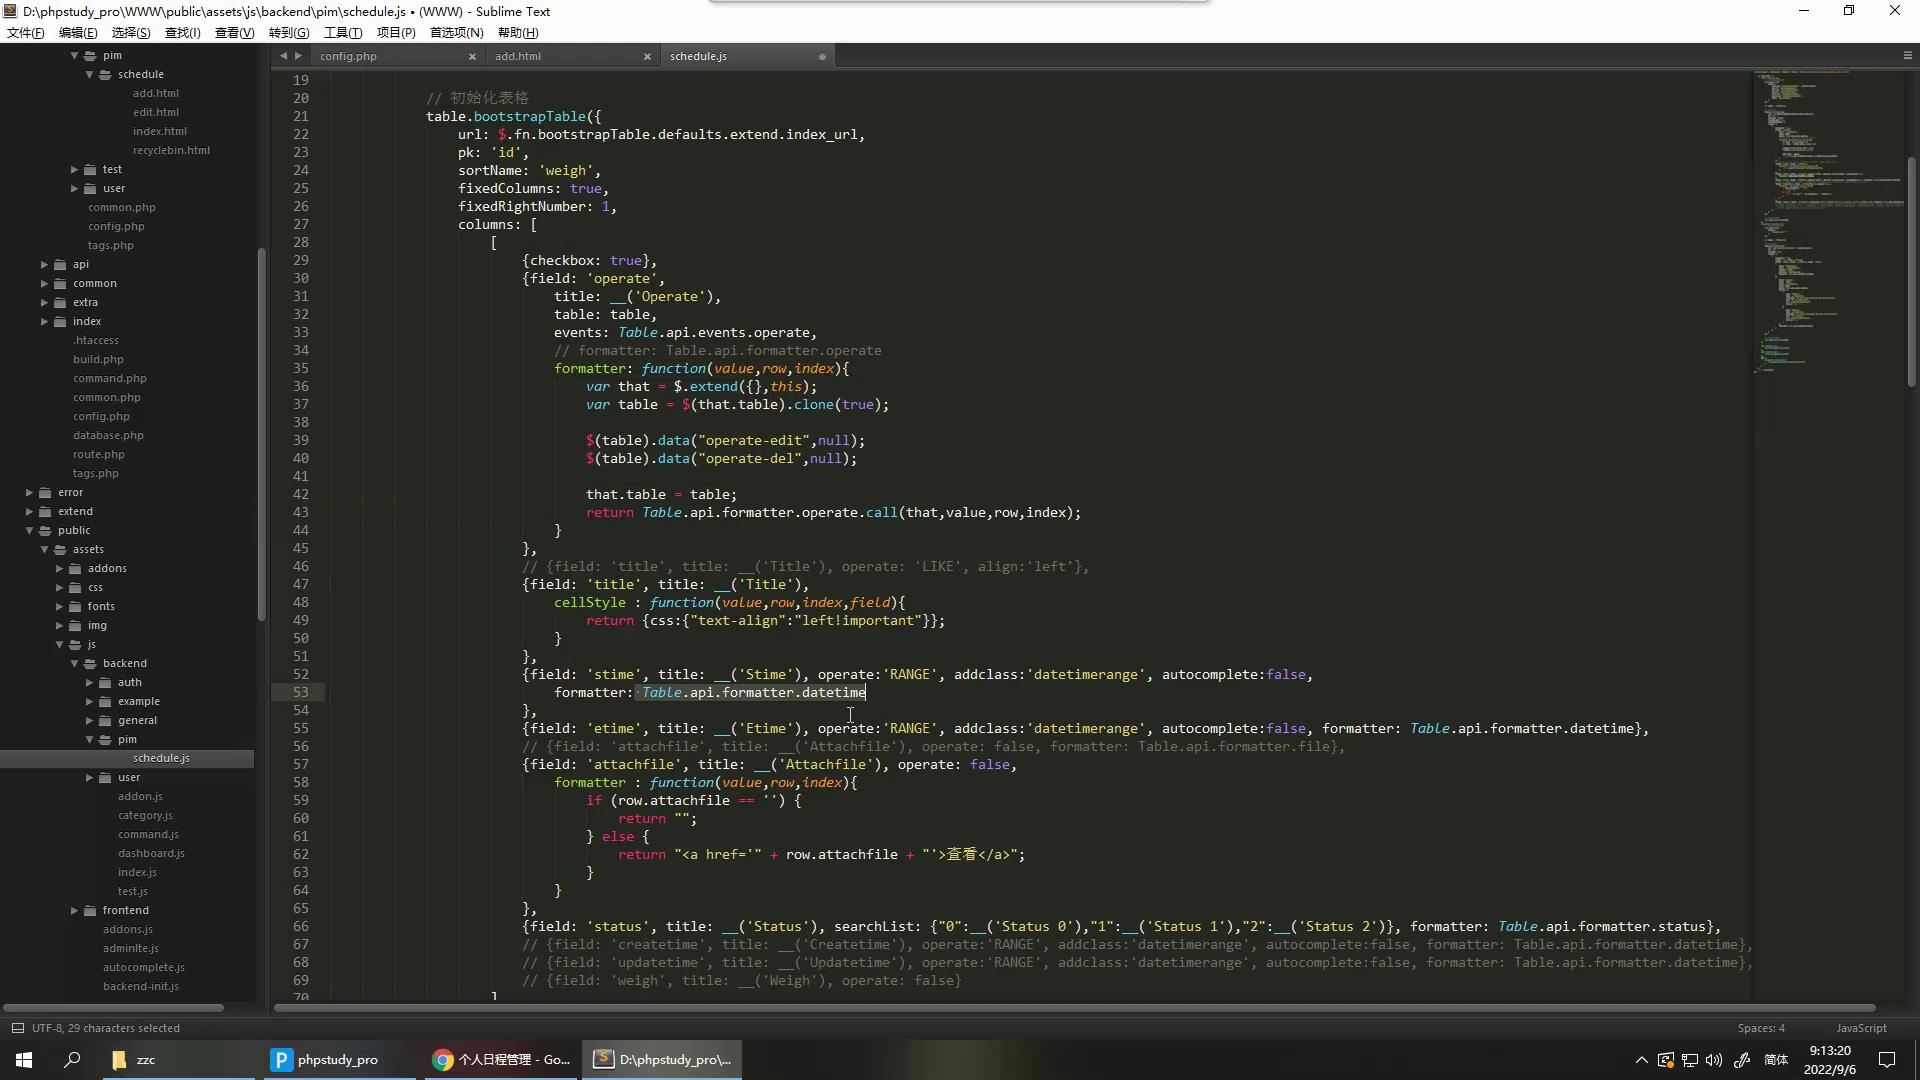 D:\phpstudy_pro\WWW\public\assets\js\backend\pim\schedule.js • (WWW) - Sublime Text
文件(F) 编辑(E) 选择(S) 查找(I) 查看(V) 转到(G) 工具(T) 项目(P) 首选项(N) 帮助(H)
config.php × add.html × schedule.js
pim
schedule
add.html
edit.html
index.html
recyclebin.html
test
user
common.php
config.php
tags.php
api
common
extra
index
.htaccess
build.php
command.php
common.php
config.php
database.php
route.php
tags.php
error
extend
public
assets
addons
css
fonts
img
js
backend
auth
example
general
pim
schedule.js
user
addon.js
category.js
command.js
dashboard.js
index.js
test.js
frontend
addons.js
adminlte.js
autocomplete.js
backend-init.js
19
20 // 初始化表格
21 table.bootstrapTable({
22 url: $.fn.bootstrapTable.defaults.extend.index_url,
23 pk: 'id',
24 sortName: 'weigh',
25 fixedColumns: true,
26 fixedRightNumber: 1,
27 columns: [
28 [
29 {checkbox: true},
30 {field: 'operate',
31 title: __('Operate'),
32 table: table,
33 events: Table.api.events.operate,
34 // formatter: Table.api.formatter.operate
35 formatter: function(value,row,index){
36 var that = $.extend({},this);
37 var table = $(that.table).clone(true);
38
39 $(table).data("operate-edit",null);
40 $(table).data("operate-del",null);
41
42 that.table = table;
43 return Table.api.formatter.operate.call(that,value,row,index);
44 }
45 },
46 // {field: 'title', title: __('Title'), operate: 'LIKE', align:'left'},
47 {field: 'title', title: __('Title'),
48 cellStyle : function(value,row,index,field){
49 return {css:{"text-align":"left!important"}};
50 }
51 },
52 {field: 'stime', title: __('Stime'), operate:'RANGE', addclass:'datetimerange', autocomplete:false,
53 formatter: Table.api.formatter.datetime
54 },
55 {field: 'etime', title: __('Etime'), operate:'RANGE', addclass:'datetimerange', autocomplete:false, formatter: Table.api.formatter.datetime},
56 // {field: 'attachfile', title: __('Attachfile'), operate: false, formatter: Table.api.formatter.file},
57 {field: 'attachfile', title: __('Attachfile'), operate: false,
58 formatter : function(value,row,index){
59 if (row.attachfile == '') {
60 return "";
61 } else {
62 return "<a href='" + row.attachfile + "'>查看</a>";
63 }
64 }
65 },
66 {field: 'status', title: __('Status'), searchList: {"0":__('Status 0'),"1":__('Status 1'),"2":__('Status 2')}, formatter: Table.api.formatter.status},
67 // {field: 'createtime', title: __('Createtime'), operate:'RANGE', addclass:'datetimerange', autocomplete:false, formatter: Table.api.formatter.datetime},
68 // {field: 'updatetime', title: __('Updatetime'), operate:'RANGE', addclass:'datetimerange', autocomplete:false, formatter: Table.api.formatter.datetime},
69 // {field: 'weigh', title: __('Weigh'), operate: false}
70 ]
UTF-8, 29 characters selected Spaces: 4 JavaScript
zzc phpstudy_pro 个人日程管理 - Go... D:\phpstudy_pro\... 简体 9:13:20
2022/9/6